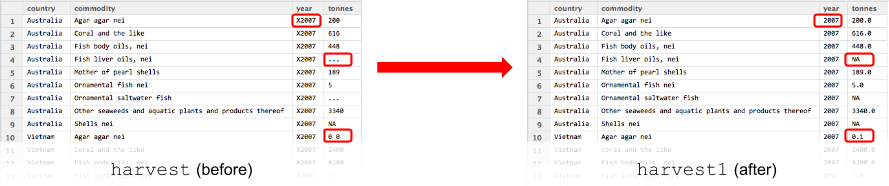 country commodity year tonnes
1 Australia Agar agar nei X2007 200
2 Australia Coral and the like X2007 616
3 Australia Fish body oils, nei X2007 448
4 Australia Fish liver oils, nei X2007 ...
5 Australia Mother of pearl shells X2007 189
6 Australia Ornamental fish nei X2007 5
7 Australia Ornamental saltwater fish X2007 ...
8 Australia Other seaweeds and aquatic plants and products thereof X2007 3340
9 Australia Shells nei X2007 NA
10 Vietnam Agar agar nei X2007 0 0
11 Vietnam Coral and the like X2007 2400
12 Vietnam Fish body oils, nei X2007 8200
harvest (before)
country commodity year tonnes
1 Australia Agar agar nei 2007 200.0
2 Australia Coral and the like 2007 616.0
3 Australia Fish body oils, nei 2007 448.0
4 Australia Fish liver oils, nei 2007 NA
5 Australia Mother of pearl shells 2007 189.0
6 Australia Ornamental fish nei 2007 5.0
7 Australia Ornamental saltwater fish 2007 NA
8 Australia Other seaweeds and aquatic plants and products thereof 2007 3340.0
9 Australia Shells nei 2007 NA
10 Vietnam Agar agar nei 2007 0.1
11 Vietnam Coral and the like 2007 2400.0
12 Vietnam Fish body oils, nei 2007 8200.0
harvest1 (after)